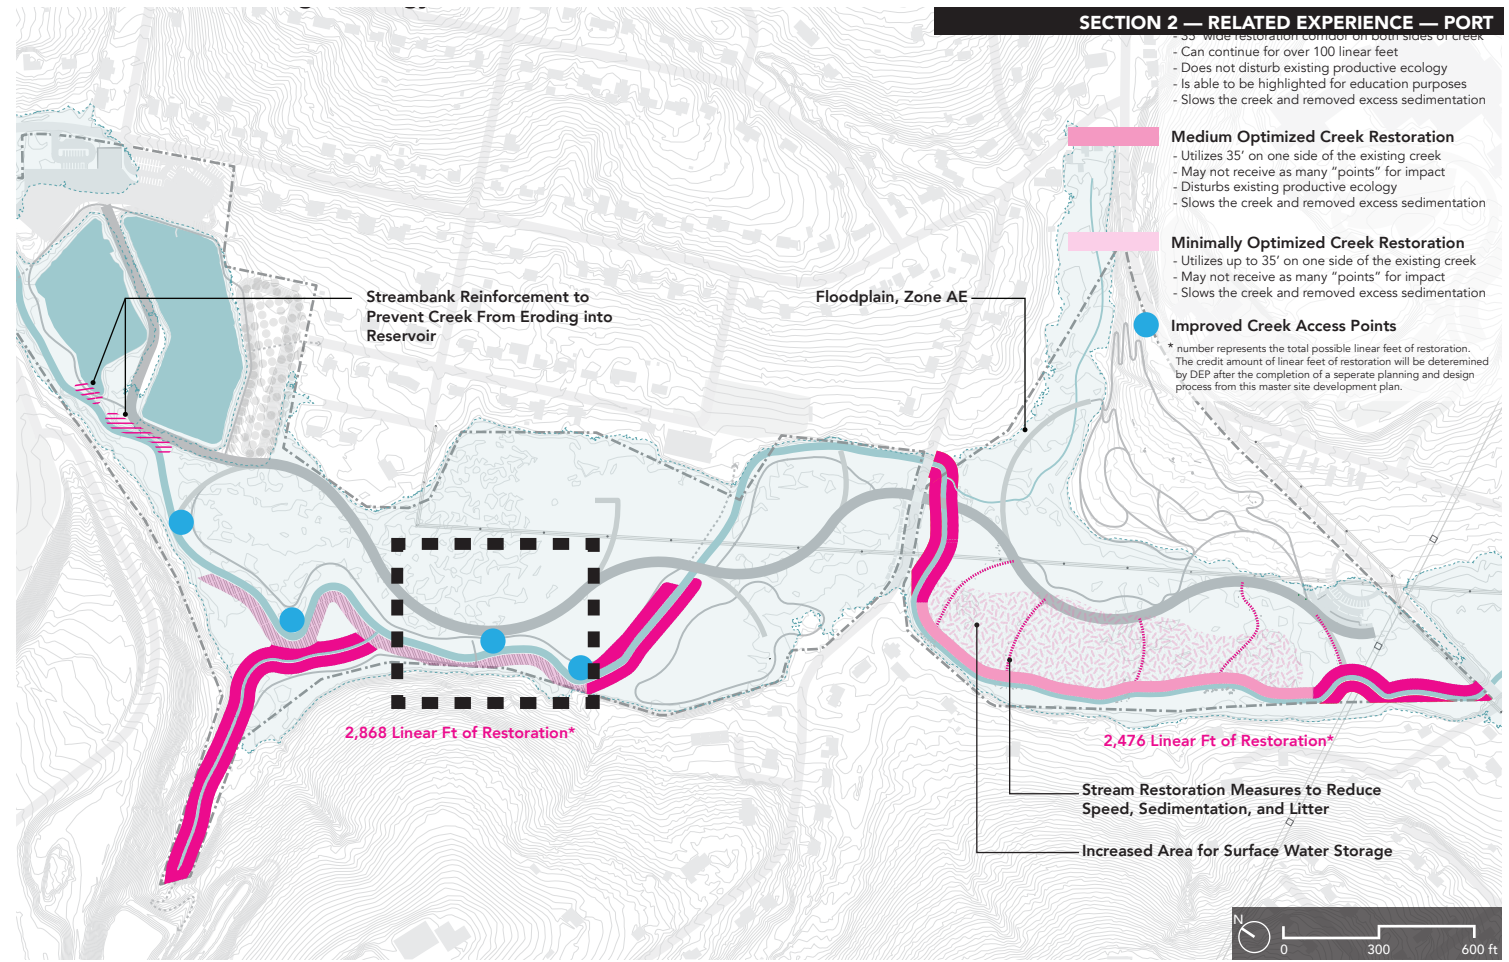 SECTION 2 — RELATED EXPERIENCE — PORT
- 35' wide restoration corridor on both sides of creek
- Can continue for over 100 linear feet
- Does not disturb existing productive ecology
- Is able to be highlighted for education purposes
- Slows the creek and removed excess sedimentation
Medium Optimized Creek Restoration
- Utilizes 35' on one side of the existing creek
- May not receive as many “points” for impact
- Disturbs existing productive ecology
- Slows the creek and removed excess sedimentation
Minimally Optimized Creek Restoration
- Utilizes up to 35' on one side of the existing creek
- May not receive as many “points” for impact
- Slows the creek and removed excess sedimentation
Improved Creek Access Points
* number represents the total possible linear feet of restoration.
The credit amount of linear feet of restoration will be deteremined
by DEP after the completion of a seperate planning and design
process from this master site development plan.
Streambank Reinforcement to
Prevent Creek From Eroding into
Reservoir
Floodplain, Zone AE
2,868 Linear Ft of Restoration*
2,476 Linear Ft of Restoration*
Stream Restoration Measures to Reduce
Speed, Sedimentation, and Litter
Increased Area for Surface Water Storage
N
0 300 600 ft